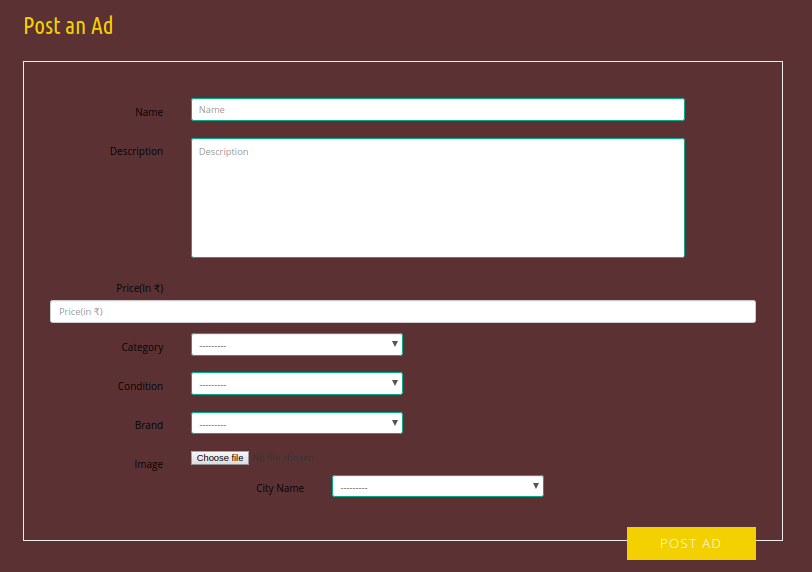 Post an Ad
Name Name
Description Description
Price(In ₹)
Price(in ₹)
Category ---------
Condition ---------
Brand ---------
Image Choose file No file chosen
City Name ---------
POST AD